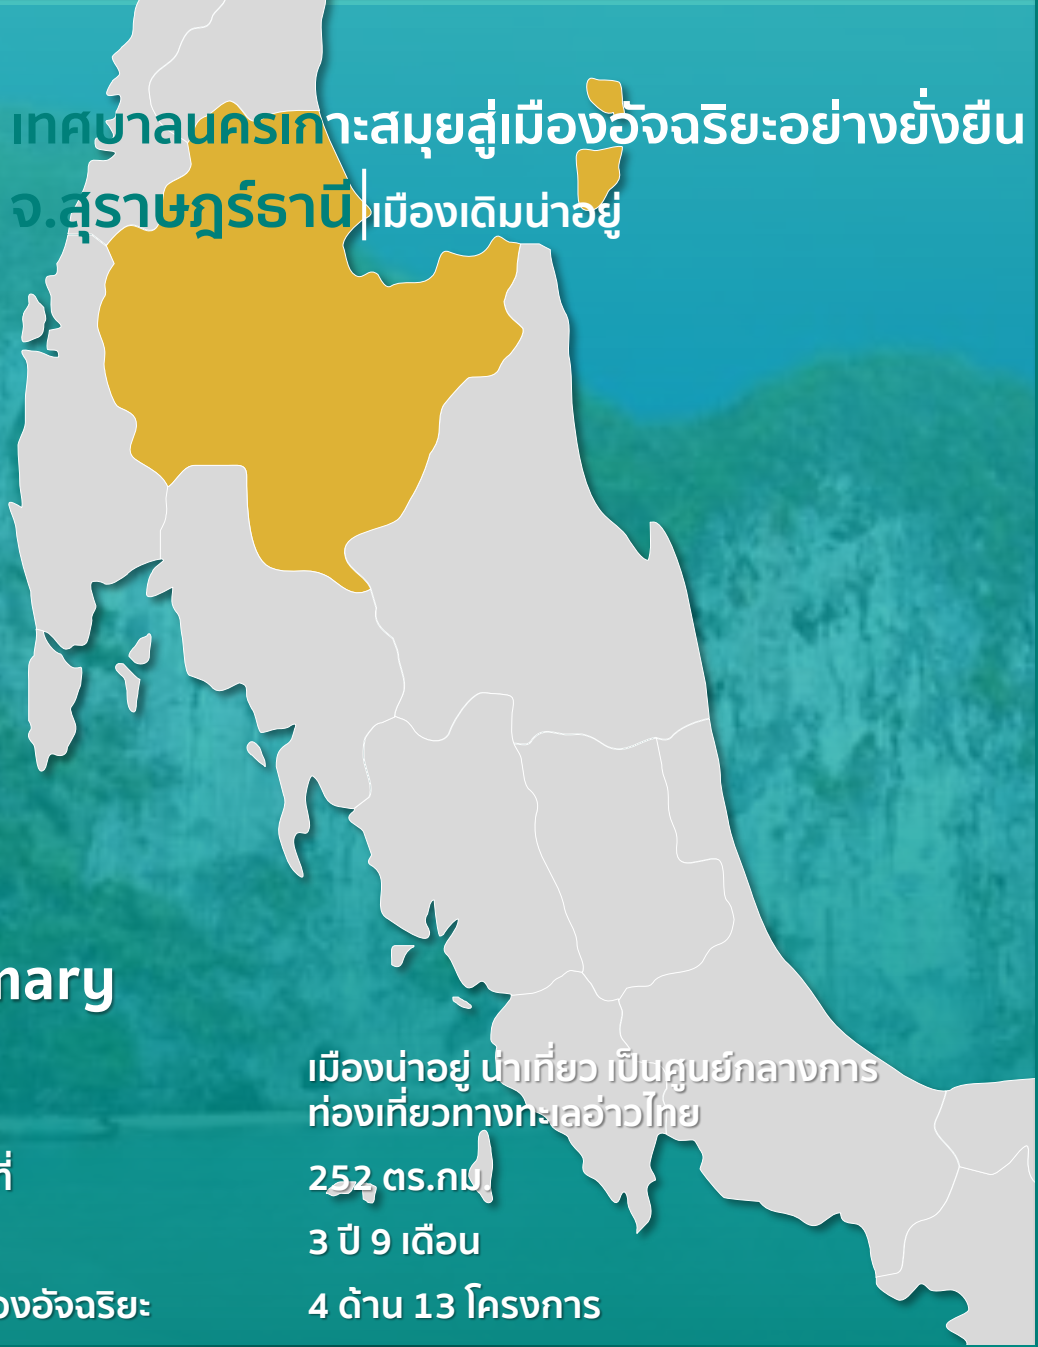 เทศบาลนครเกาะสมุยสู่เมืองอัจฉริยะอย่างยั่งยืน
จ.สุราษฎร์ธานี เมืองเดิมน่าอยู่
mary
เมืองน่าอยู่ น่าเที่ยว เป็นศูนย์กลางการ
ท่องเที่ยวทางทะเลอ่าวไทย
ที่ 252 ตร.กม.
3 ปี 9 เดือน
องอัจฉริยะ 4 ด้าน 13 โครงการ